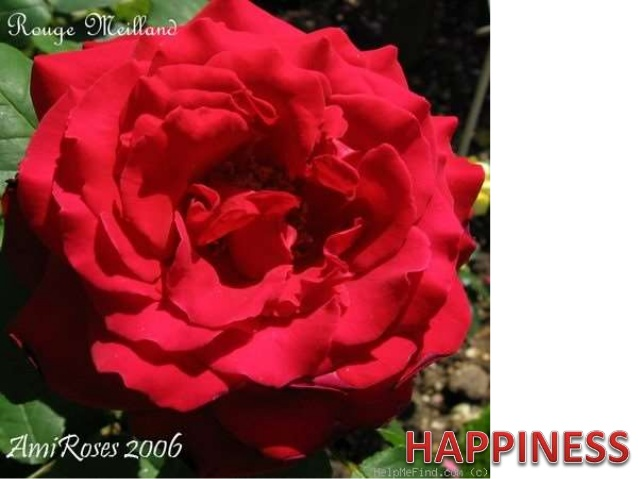 Rouge Meilland
AmiRoses 2006
HAPPINESS
HelpMeFind.com (c)